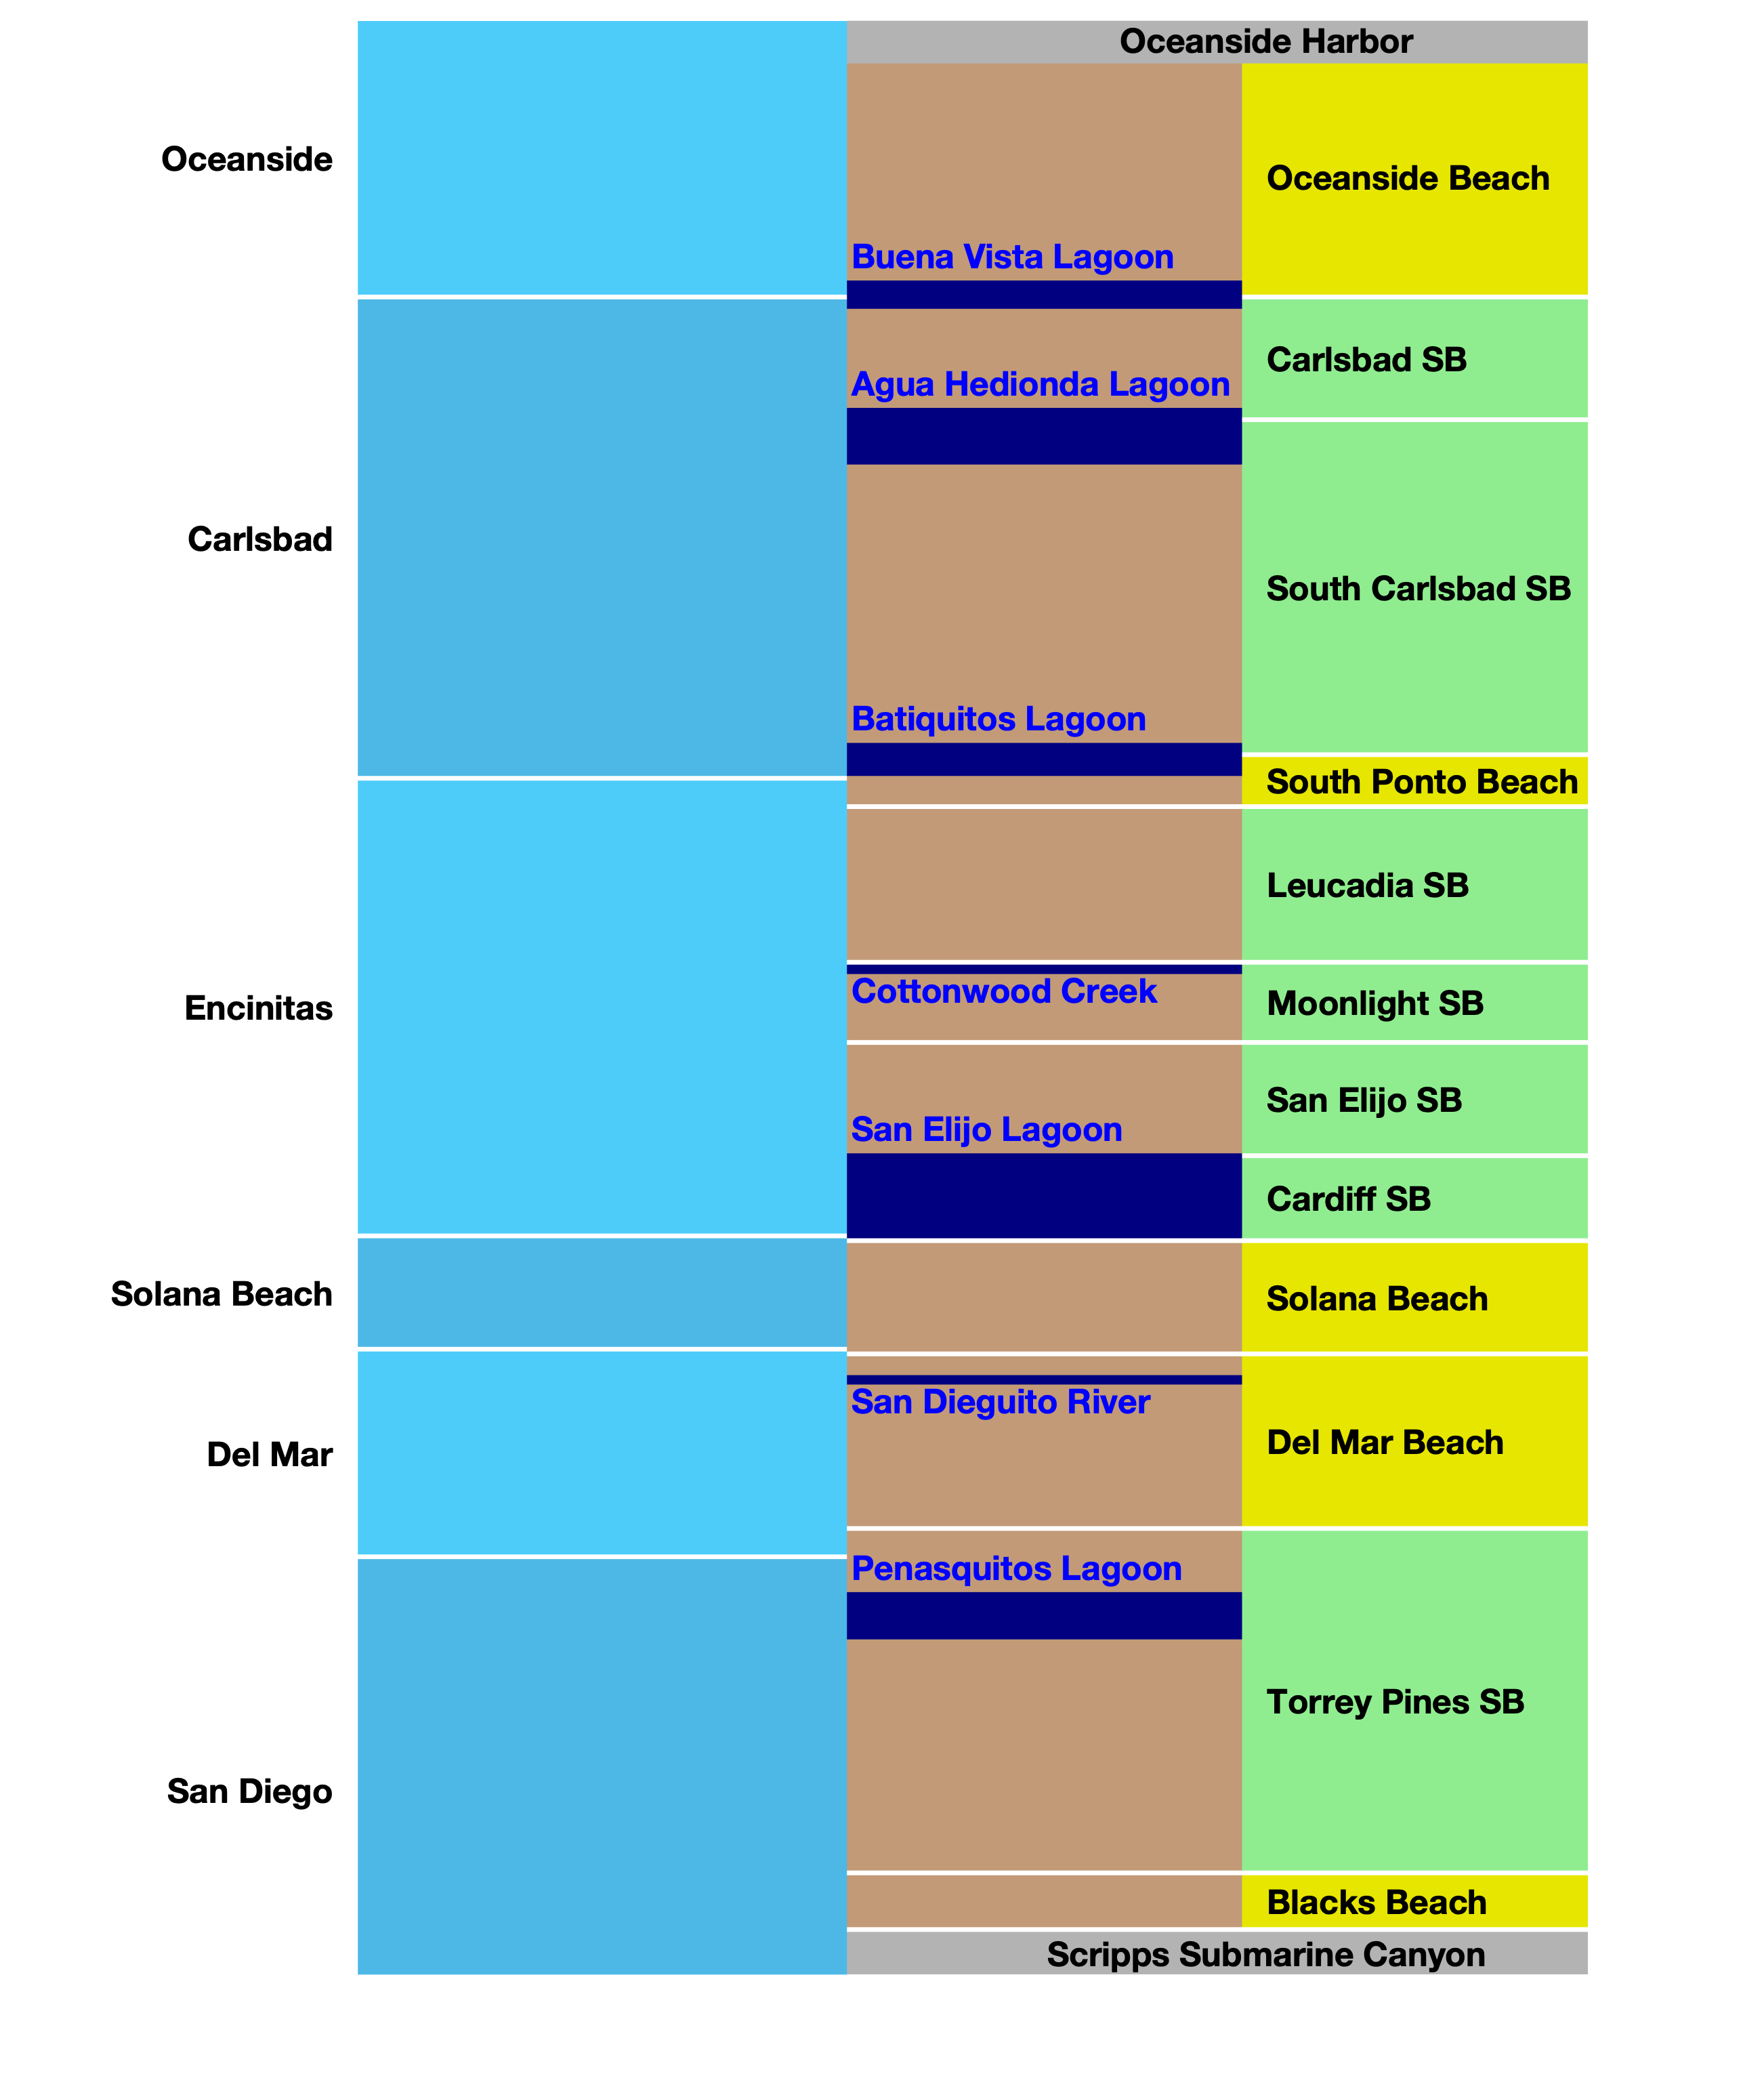 Oceanside Harbor
Oceanside
Oceanside Beach
Buena Vista Lagoon
Carlsbad SB
Agua Hedionda Lagoon
Carlsbad
South Carlsbad SB
Batiquitos Lagoon
South Ponto Beach
Leucadia SB
Cottonwood Creek
Encinitas
Moonlight SB
San Elijo SB
San Elijo Lagoon
Cardiff SB
Solana Beach
Solana Beach
San Dieguito River
Del Mar
Del Mar Beach
Penasquitos Lagoon
Torrey Pines SB
San Diego
Blacks Beach
Scripps Submarine Canyon